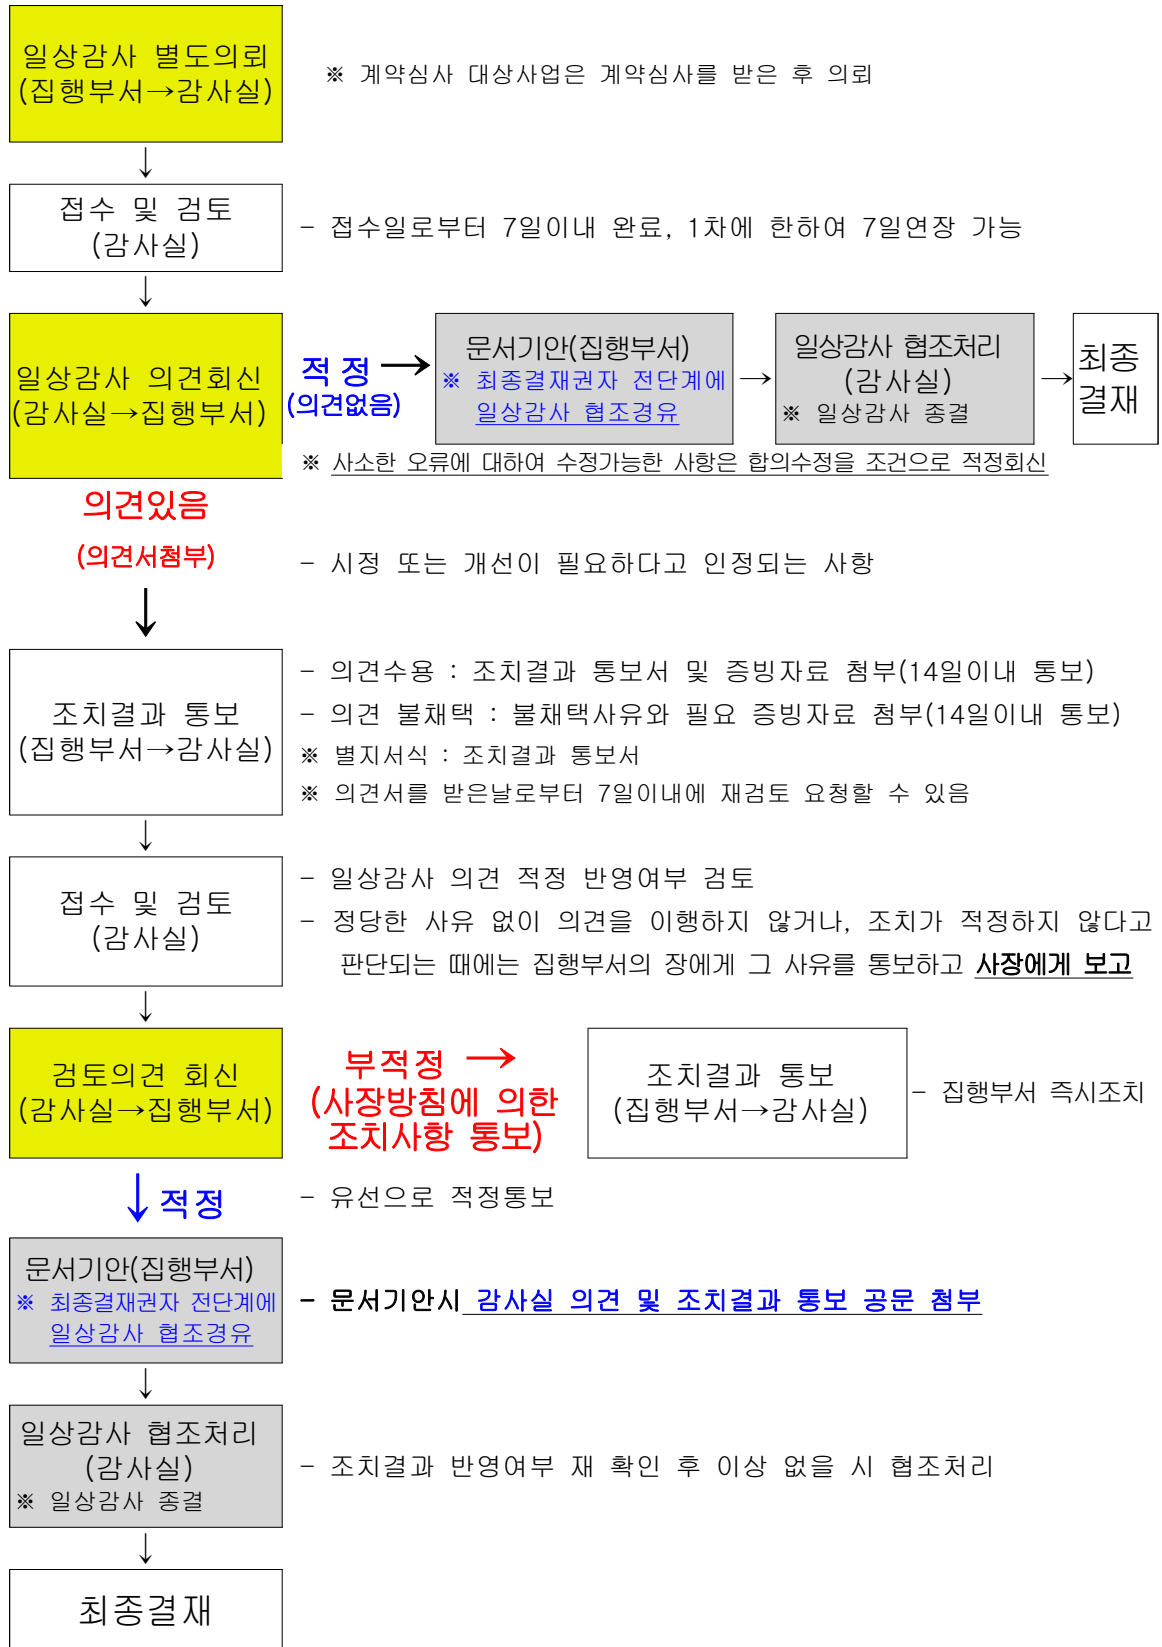 일상감사 별도의뢰
(집행부서→감사실)
※ 계약심사 대상사업은 계약심사를 받은 후 의뢰
↓
접수 및 검토
(감사실)
- 접수일로부터 7일이내 완료, 1차에 한하여 7일연장 가능
↓
일상감사 의견회신
(감사실→집행부서)
적 정 →
(의견없음)
문서기안(집행부서)
※ 최종결재권자 전단계에
일상감사 협조경유
→
일상감사 협조처리
(감사실)
※ 일상감사 종결
→
최종
결재
※ 사소한 오류에 대하여 수정가능한 사항은 합의수정을 조건으로 적정회신
의견있음
(의견서첨부)
- 시정 또는 개선이 필요하다고 인정되는 사항
↓
조치결과 통보
(집행부서→감사실)
- 의견수용 : 조치결과 통보서 및 증빙자료 첨부(14일이내 통보)
- 의견 불채택 : 불채택사유와 필요 증빙자료 첨부(14일이내 통보)
※ 별지서식 : 조치결과 통보서
※ 의견서를 받은날로부터 7일이내에 재검토 요청할 수 있음
↓
접수 및 검토
(감사실)
- 일상감사 의견 적정 반영여부 검토
- 정당한 사유 없이 의견을 이행하지 않거나, 조치가 적정하지 않다고
판단되는 때에는 집행부서의 장에게 그 사유를 통보하고 사장에게 보고
↓
검토의견 회신
(감사실→집행부서)
부적정 →
(사장방침에 의한
조치사항 통보)
조치결과 통보
(집행부서→감사실)
- 집행부서 즉시조치
↓ 적정
- 유선으로 적정통보
문서기안(집행부서)
※ 최종결재권자 전단계에
일상감사 협조경유
- 문서기안시 감사실 의견 및 조치결과 통보 공문 첨부
↓
일상감사 협조처리
(감사실)
※ 일상감사 종결
- 조치결과 반영여부 재 확인 후 이상 없을 시 협조처리
↓
최종결재